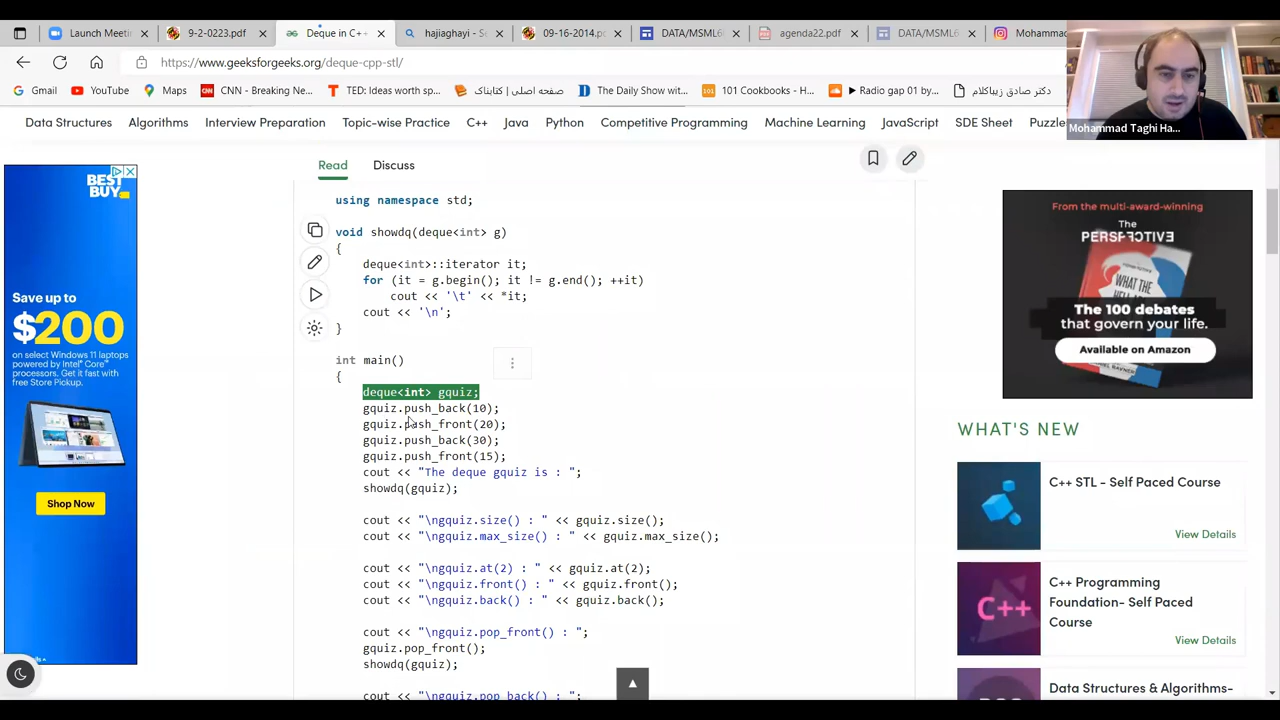 Launch Meeti
9-2-0223.pdf
Deque in C++
hajiaghayi - Se
09-16-2014.pd
DATA/MSML6
agenda22.pdf
DATA/MSML6
Mohamm
https://www.geeksforgeeks.org/deque-cpp-stl/
Gmail
YouTube
Maps
CNN - Breaking Ne...
TED: Ideas worth sp...
صفحه اصلی | کتابناک
The Daily Show wit...
101 Cookbooks - H...
Radio gap 01 by...
دکتر صادق زیباکلام
Mohammad Taghi Ha...
Data Structures
Algorithms
Interview Preparation
Topic-wise Practice
C++
Java
Python
Competitive Programming
Machine Learning
JavaScript
SDE Sheet
Puzzle
Read
Discuss
using namespace std;
void showdq(deque<int> g)
{
deque<int>::iterator it;
for (it = g.begin(); it != g.end(); ++it)
cout << '\t' << *it;
cout << '\n';
}
int main()
{
deque<int> gquiz;
gquiz.push_back(10);
gquiz.push_front(20);
gquiz.push_back(30);
gquiz.push_front(15);
cout << "The deque gquiz is : ";
showdq(gquiz);
cout << "\ngquiz.size() : " << gquiz.size();
cout << "\ngquiz.max_size() : " << gquiz.max_size();
cout << "\ngquiz.at(2) : " << gquiz.at(2);
cout << "\ngquiz.front() : " << gquiz.front();
cout << "\ngquiz.back() : " << gquiz.back();
cout << "\ngquiz.pop_front() : ";
gquiz.pop_front();
showdq(gquiz);
cout << "\ngquiz.pop_back() : ";
BEST
BUY
Save up to
$200
on select Windows 11 laptops
powered by Intel® Core™
processors. Get it fast with
free Store Pickup.
Shop Now
From the multi-award-winning
The
PERSPECTIVE
WHAT THE
The 100 debates
that govern your life.
Available on Amazon
WHAT'S NEW
C++ STL - Self Paced Course
View Details
C++
C++ Programming
Foundation- Self Paced
Course
View Details
Data Structures & Algorithms-